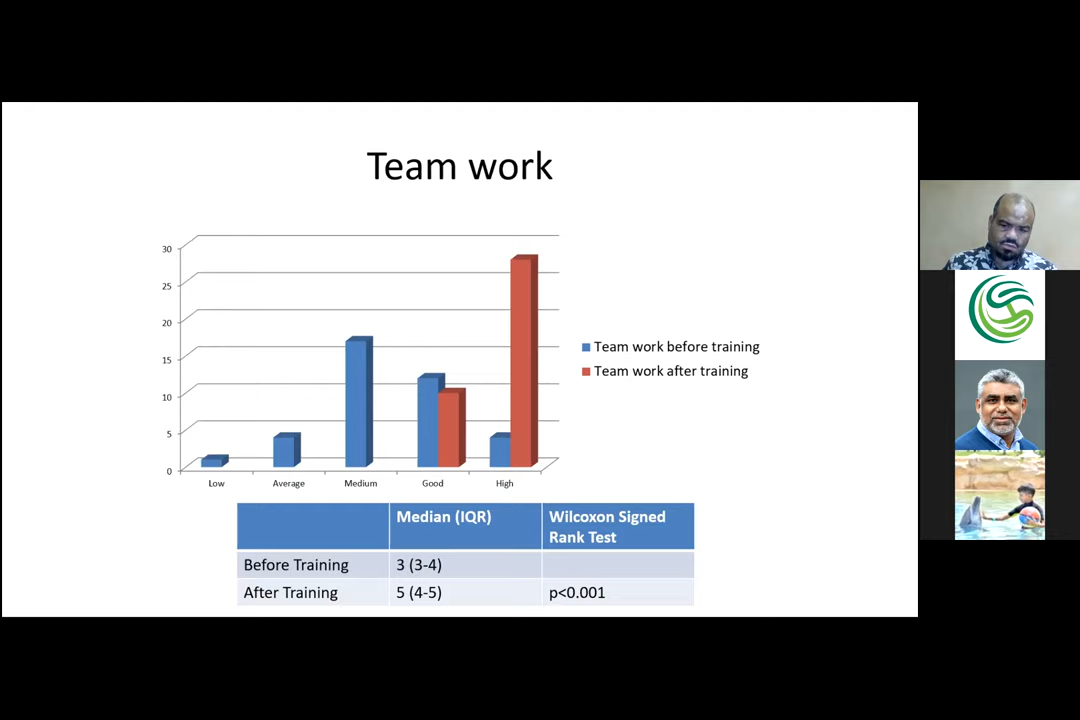 Team work
30
25
20
15
10
5
0
Low Average Medium Good High
Team work before training
Team work after training
Median (IQR) Wilcoxon Signed
Rank Test
Before Training 3 (3-4)
After Training 5 (4-5) p<0.001